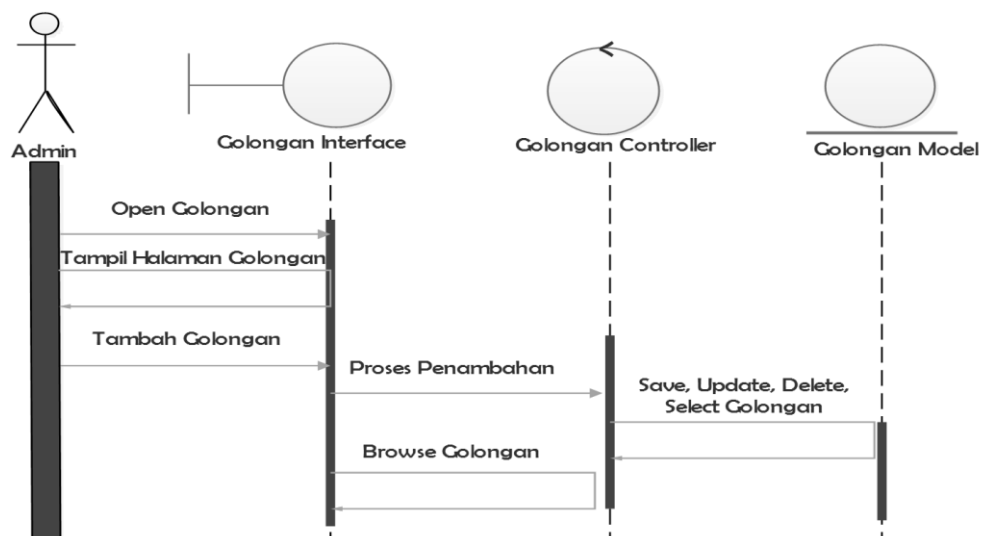 Admin
Golongan Interface
Golongan Controller
Golongan Model
Open Golongan
Tampil Halaman Golongan
Tambah Golongan
Proses Penambahan
Save, Update, Delete,
Select Golongan
Browse Golongan